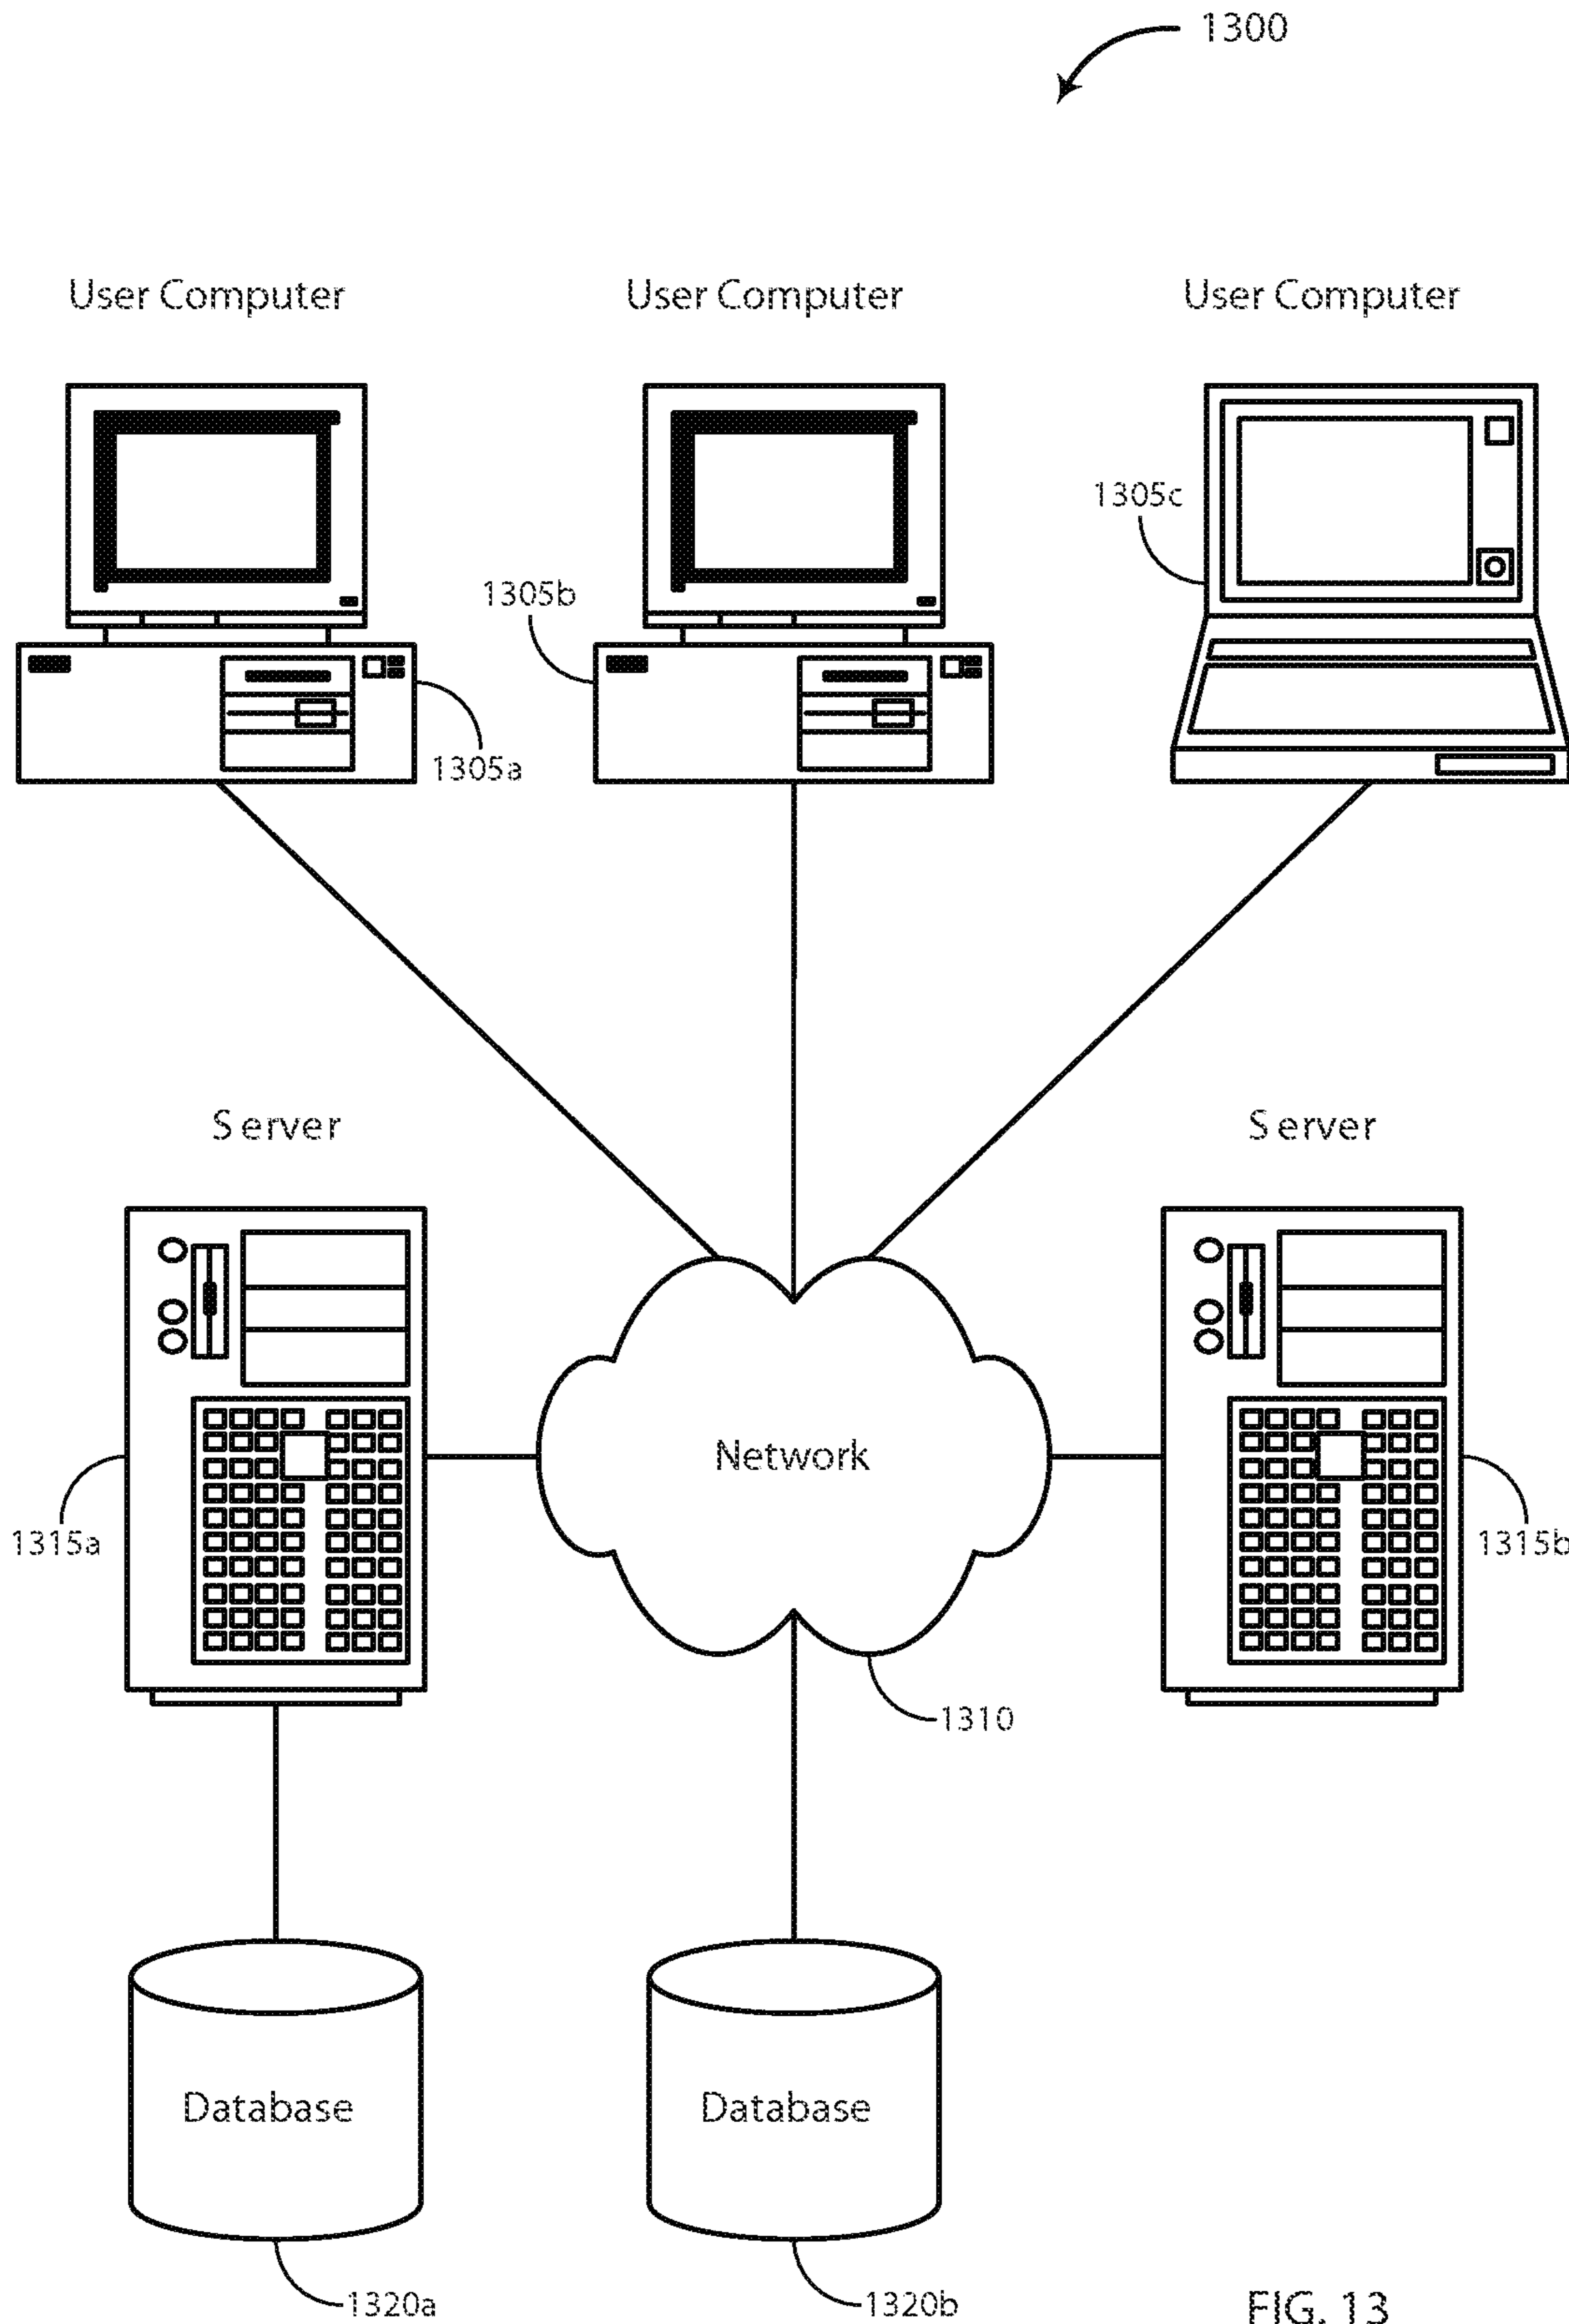 1300
User Computer
User Computer
User Computer
1305c
1305b
1305a
Server
Server
Network
1315a
1315b
1310
Database
Database
1320a
1320b
FIG. 13